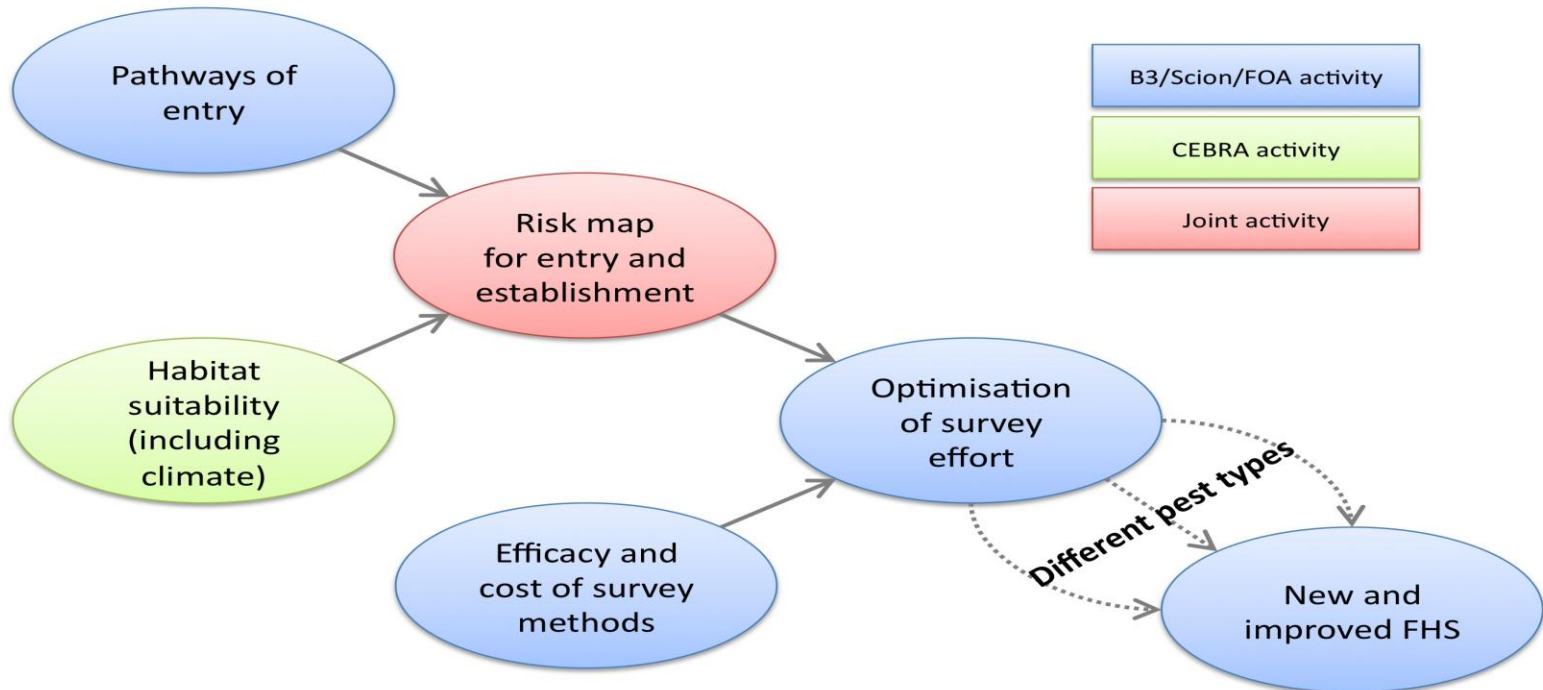 Pathways of
entry
B3/Scion/FOA activity
CEBRA activity
Joint activity
Risk map
for entry and
establishment
Habitat
suitability
(including
climate)
Optimisation
of survey
effort
Different pest types
Efficacy and
cost of survey
methods
New and
improved FHS